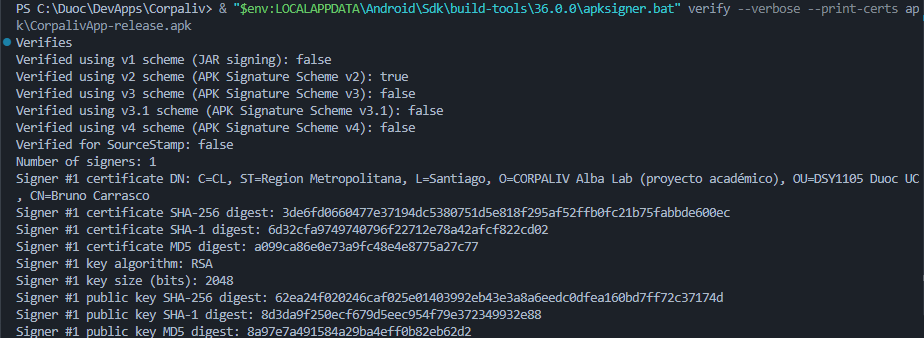 PS C:\Duoc\DevApps\Corpaliv> & "$env:LOCALAPPDATA\Android\Sdk\build-tools\36.0.0\apksigner.bat" verify --verbose --print-certs ap
k\CorpalivApp-release.apk
Verifies
Verified using v1 scheme (JAR signing): false
Verified using v2 scheme (APK Signature Scheme v2): true
Verified using v3 scheme (APK Signature Scheme v3): false
Verified using v3.1 scheme (APK Signature Scheme v3.1): false
Verified using v4 scheme (APK Signature Scheme v4): false
Verified for SourceStamp: false
Number of signers: 1
Signer #1 certificate DN: C=CL, ST=Region Metropolitana, L=Santiago, O=CORPALIV Alba Lab (proyecto académico), OU=DSY1105 Duoc UC
, CN=Bruno Carrasco
Signer #1 certificate SHA-256 digest: 3de6fd0660477e37194dc5380751d5e818f295af52ffb0fc21b75fabbde600ec
Signer #1 certificate SHA-1 digest: 6d32cfa9749740796f22712e78a42afcf822cd02
Signer #1 certificate MD5 digest: a099ca86e0e73a9fc48e4e8775a27c77
Signer #1 key algorithm: RSA
Signer #1 key size (bits): 2048
Signer #1 public key SHA-256 digest: 62ea24f020246caf025e01403992eb43e3a8a6eedc0dfea160bd7ff72c37174d
Signer #1 public key SHA-1 digest: 8d3da9f250ecf679d5eec954f79e372349932e88
Signer #1 public key MD5 digest: 8a97e7a491584a29ba4eff0b82eb62d2